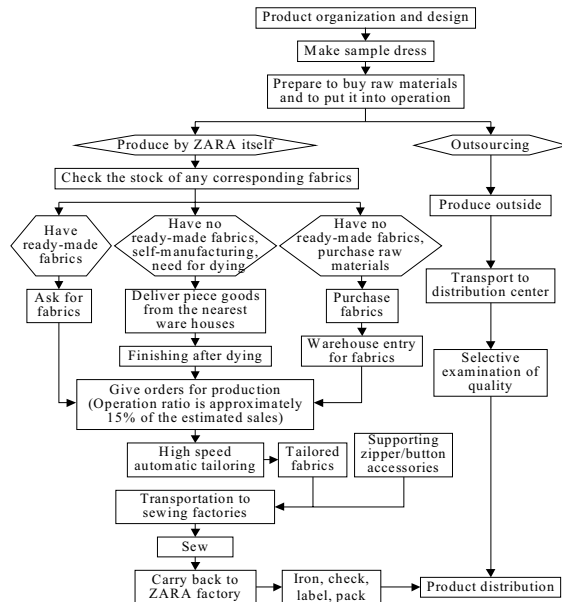 Product organization and design
Make sample dress
Prepare to buy raw materials
and to put it into operation
Produce by ZARA itself
Outsourcing
Check the stock of any corresponding fabrics
Produce outside
Have
ready-made
fabrics
Have no
ready-made fabrics,
self-manufacturing,
need for dying
Have no
ready-made fabrics,
purchase raw
materials
Transport to
distribution center
Ask for
fabrics
Deliver piece goods
from the nearest
ware houses
Purchase
fabrics
Finishing after dying
Warehouse entry
for fabrics
Selective
examination of
quality
Give orders for production
(Operation ratio is approximately
15% of the estimated sales)
High speed
automatic tailoring
Tailored
fabrics
Supporting
zipper/button
accessories
Transportation to
sewing factories
Sew
Carry back to
ZARA factory
Iron, check,
label, pack
Product distribution